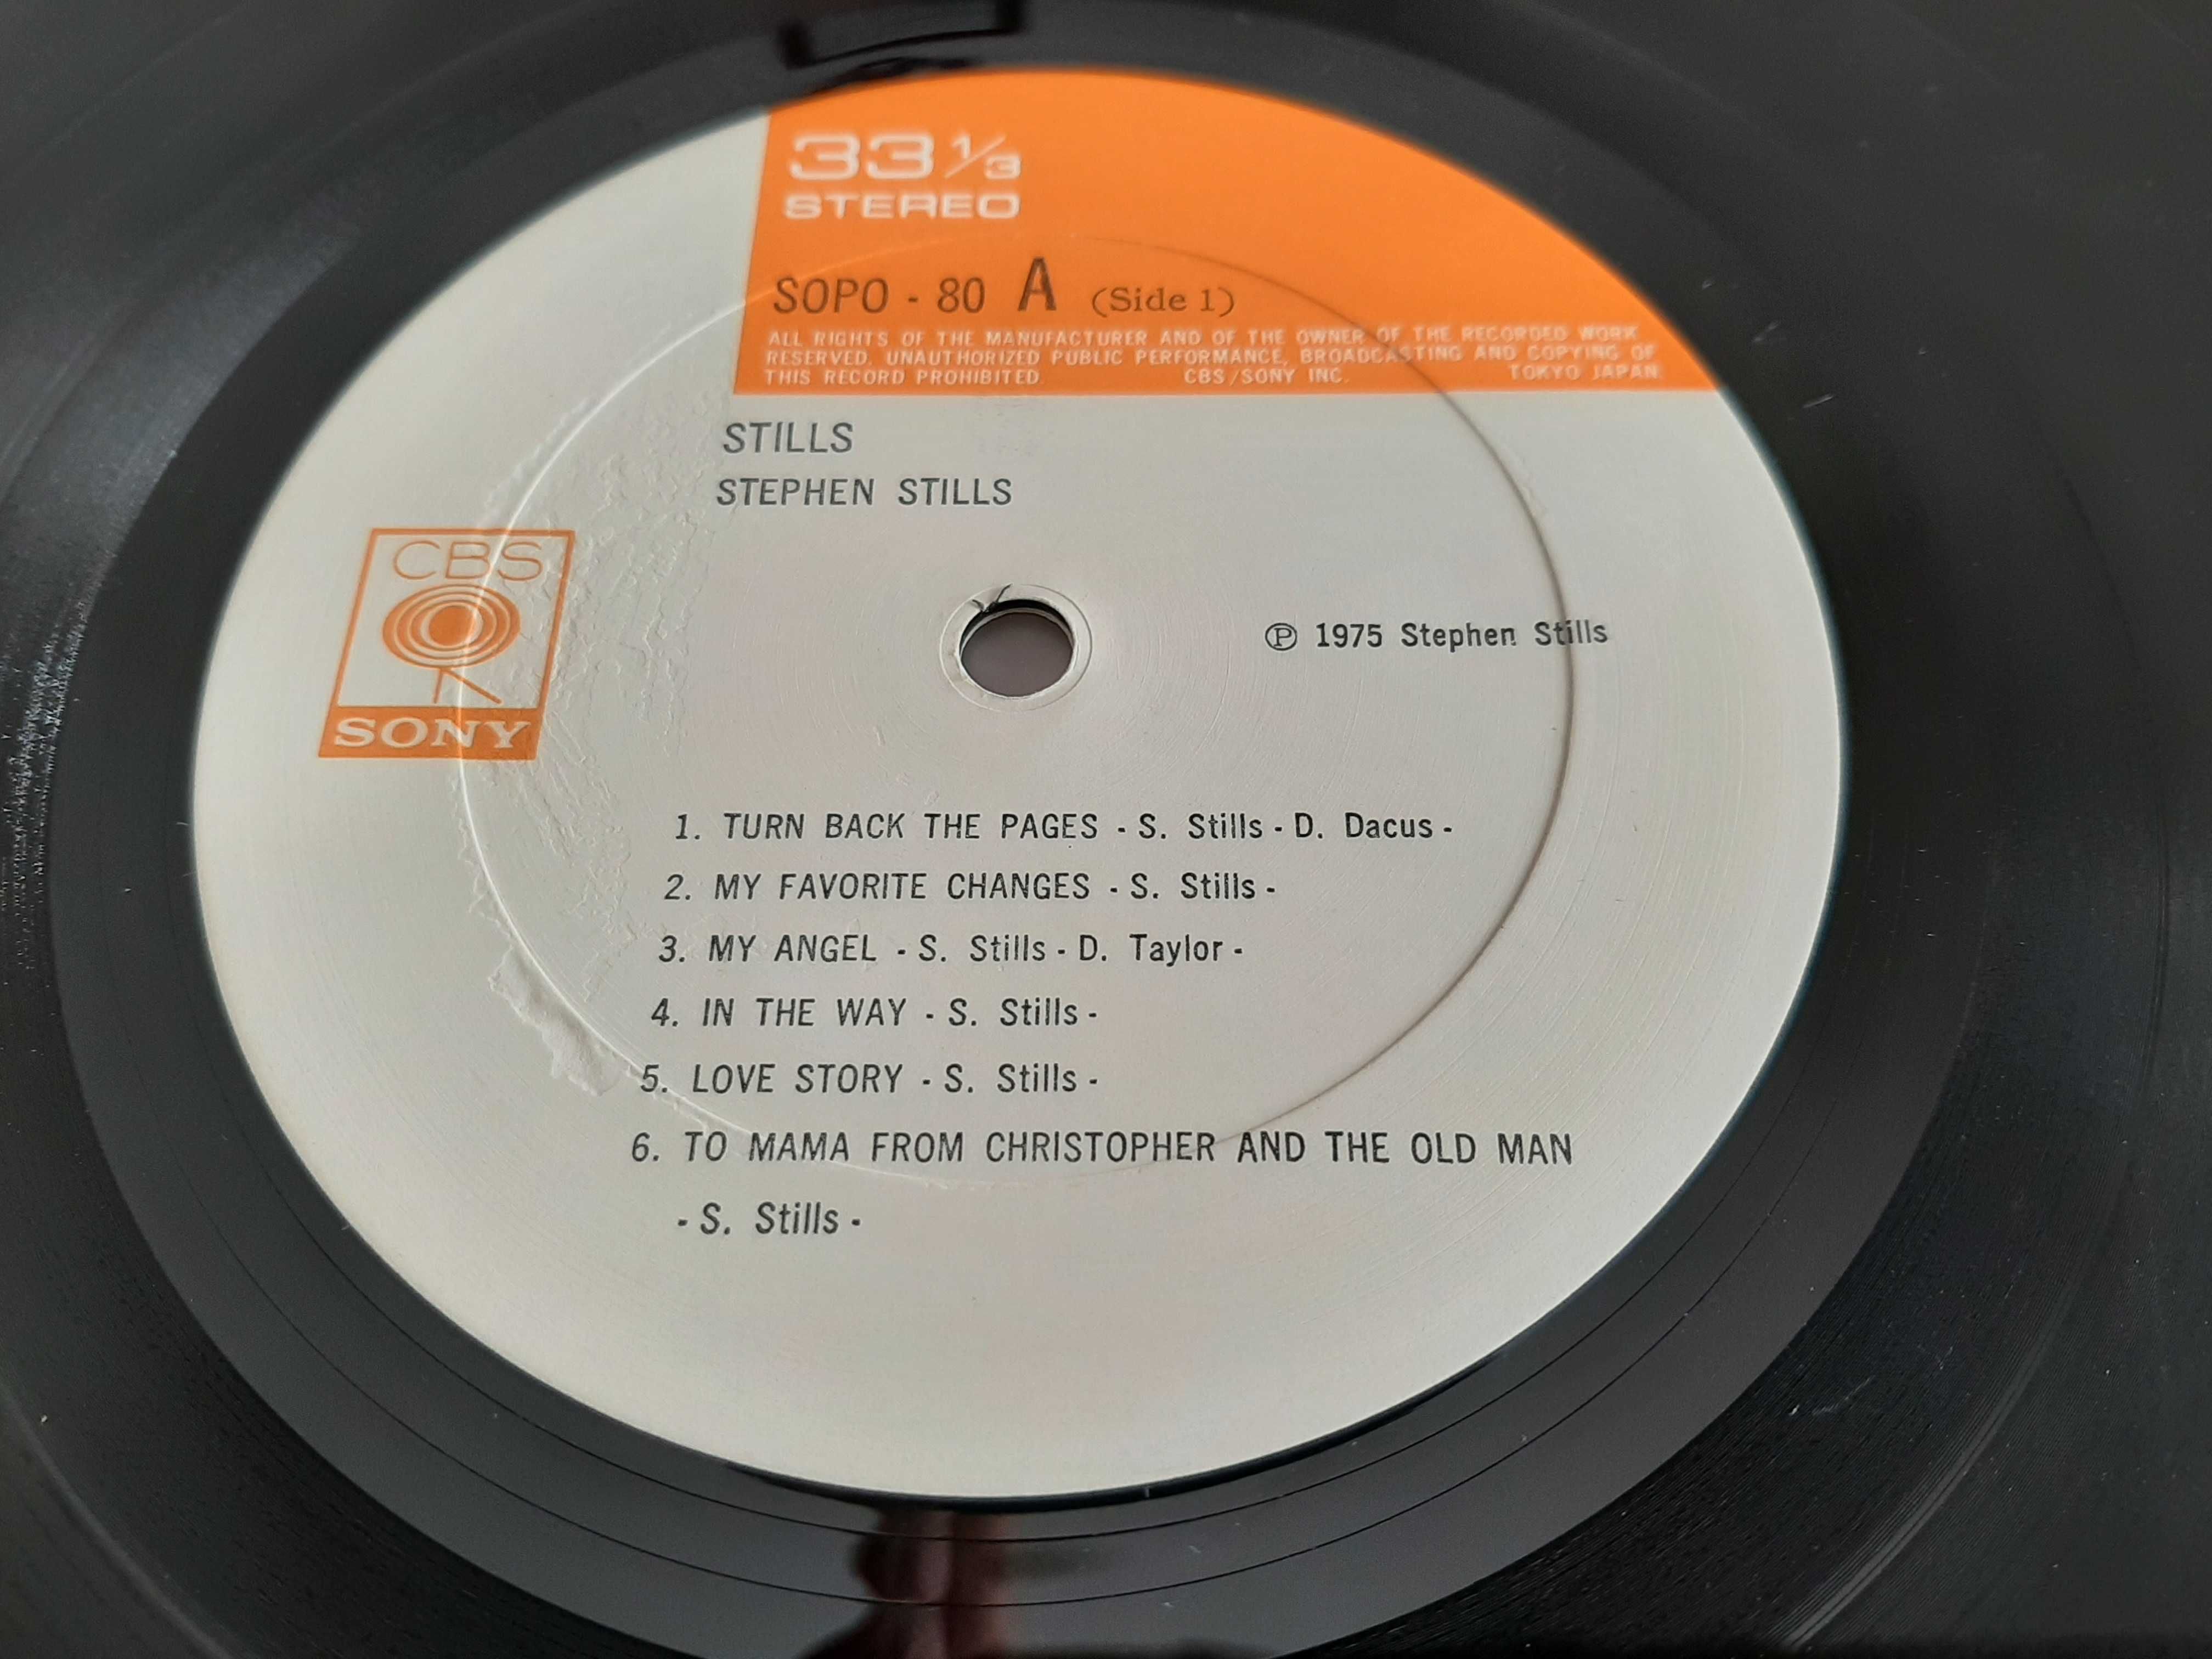 33 1/3
STEREO
SOPO - 80 A (Side 1)
ALL RIGHTS OF THE MANUFACTURER AND OF THE OWNER OF THE RECORDED WORK
RESERVED. UNAUTHORIZED PUBLIC PERFORMANCE, BROADCASTING AND COPYING OF
THIS RECORD PROHIBITED. CBS/SONY INC. TOKYO JAPAN
STILLS
STEPHEN STILLS
CBS
SONY
℗ 1975 Stephen Stills
1. TURN BACK THE PAGES - S. Stills - D. Dacus -
2. MY FAVORITE CHANGES - S. Stills -
3. MY ANGEL - S. Stills - D. Taylor -
4. IN THE WAY - S. Stills -
5. LOVE STORY - S. Stills -
6. TO MAMA FROM CHRISTOPHER AND THE OLD MAN
- S. Stills -